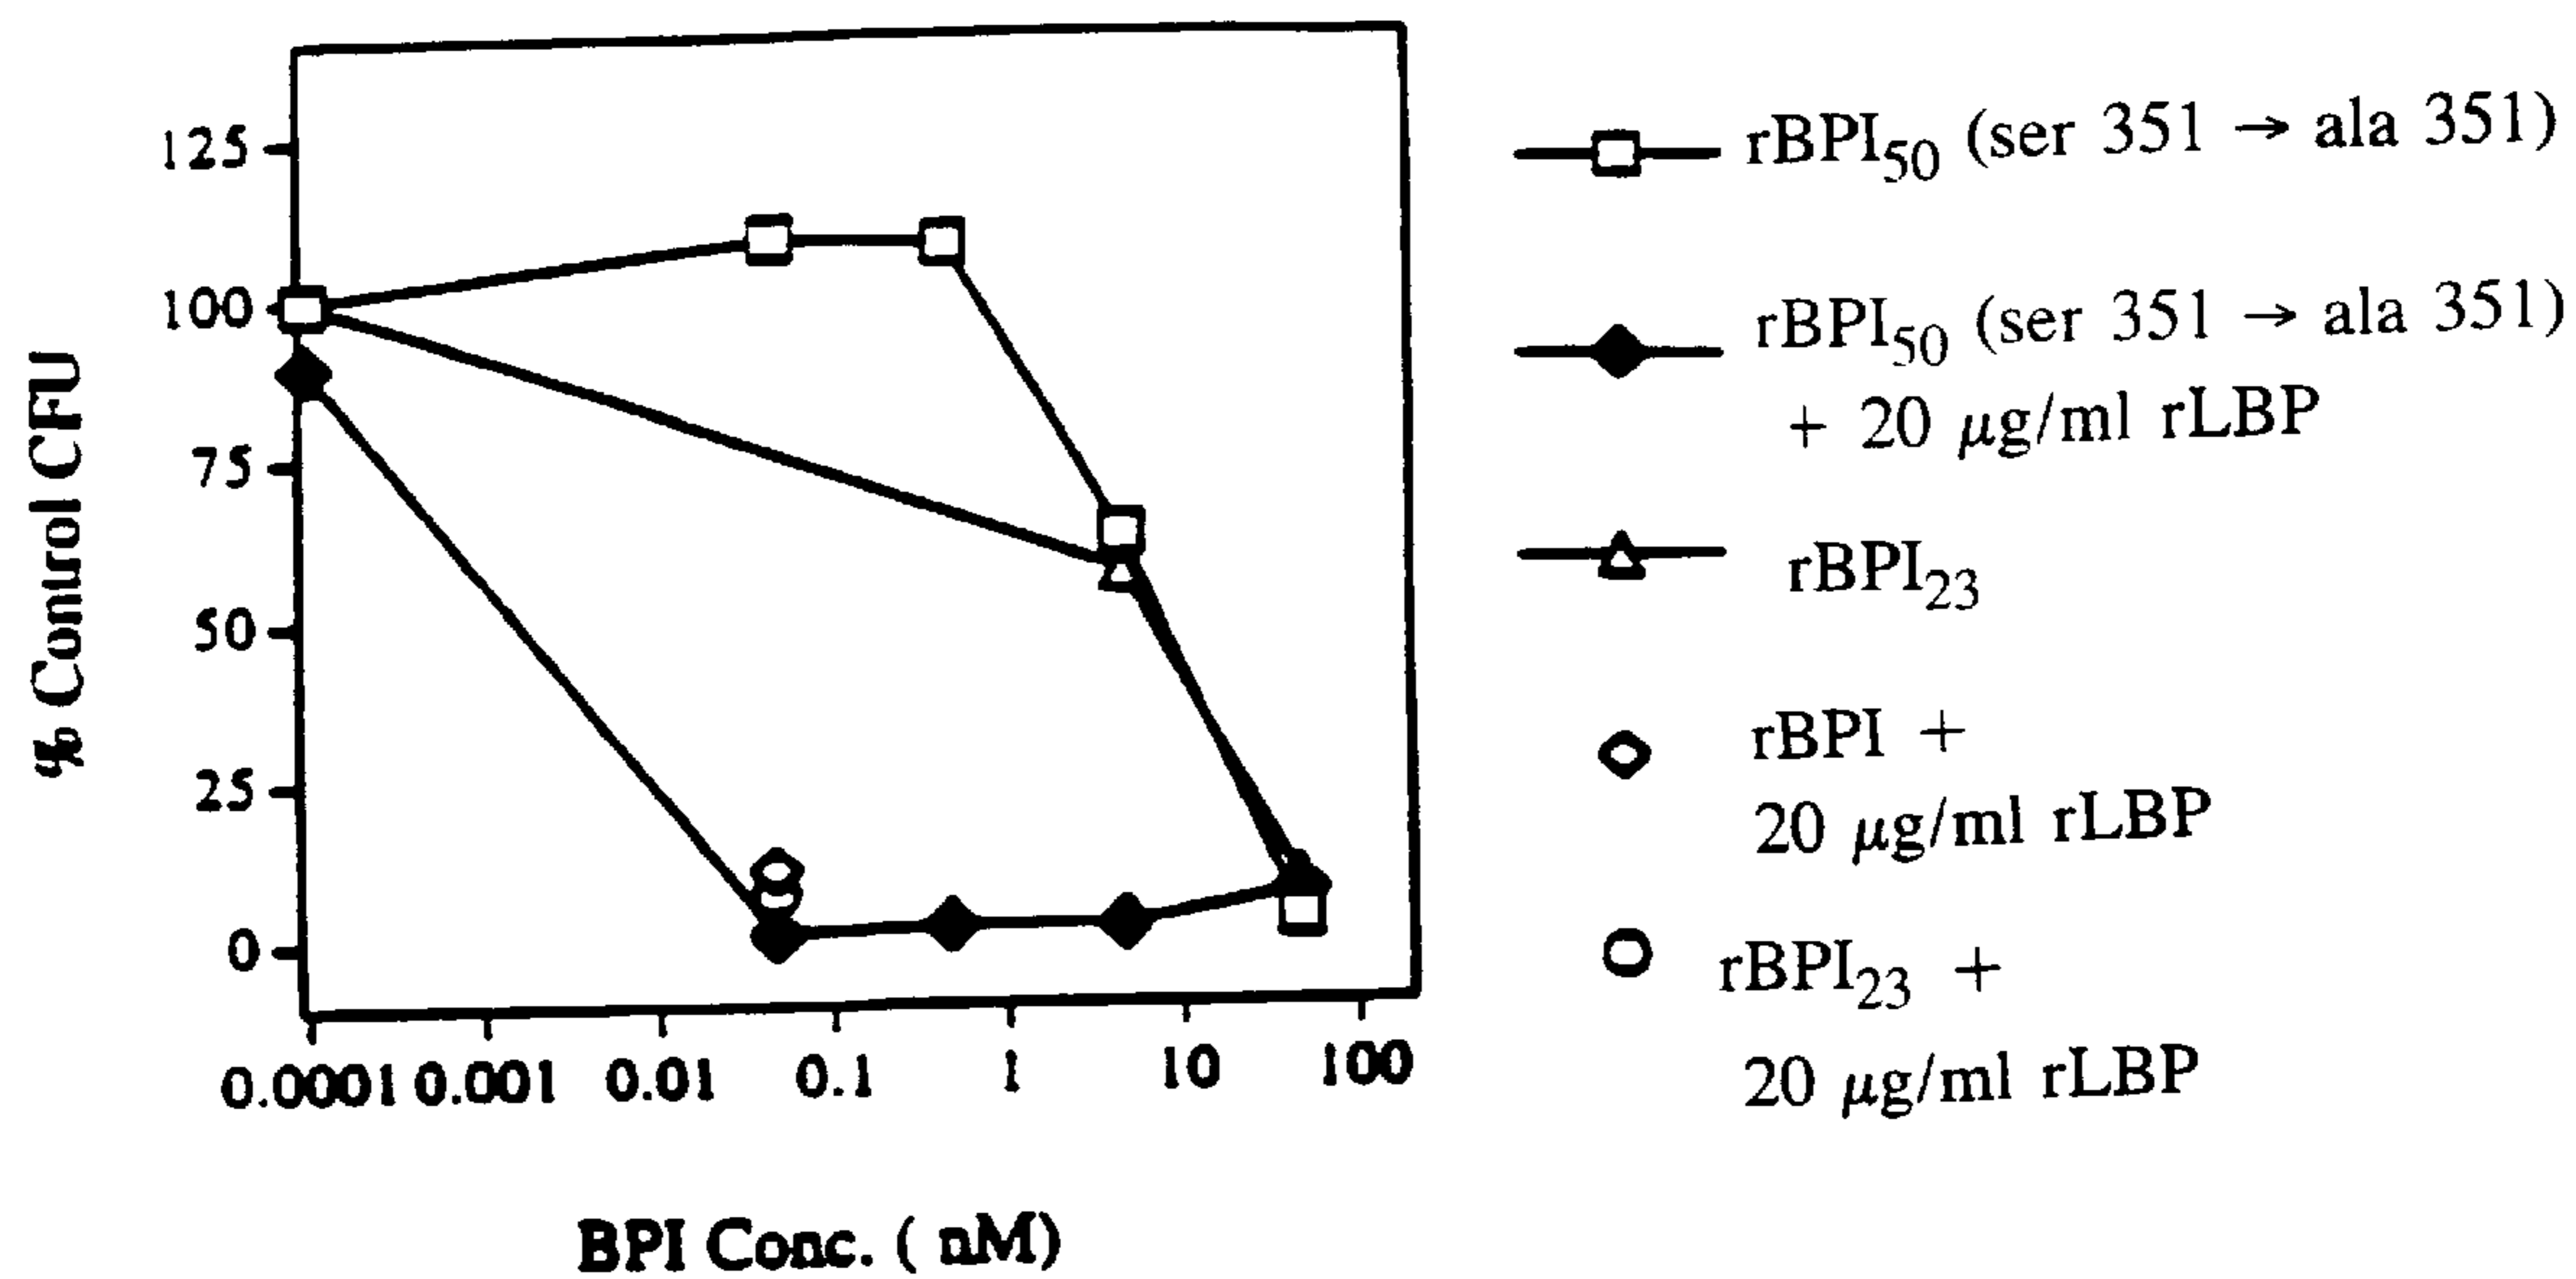 % Control CFU
125
100
75
50
25
0
0.0001 0.001 0.01 0.1 1 10 100
BPI Conc. ( nM)
rBPI₅₀ (ser 351 → ala 351)
rBPI₅₀ (ser 351 → ala 351)
+ 20 μg/ml rLBP
rBPI₂₃
rBPI +
20 μg/ml rLBP
rBPI₂₃ +
20 μg/ml rLBP